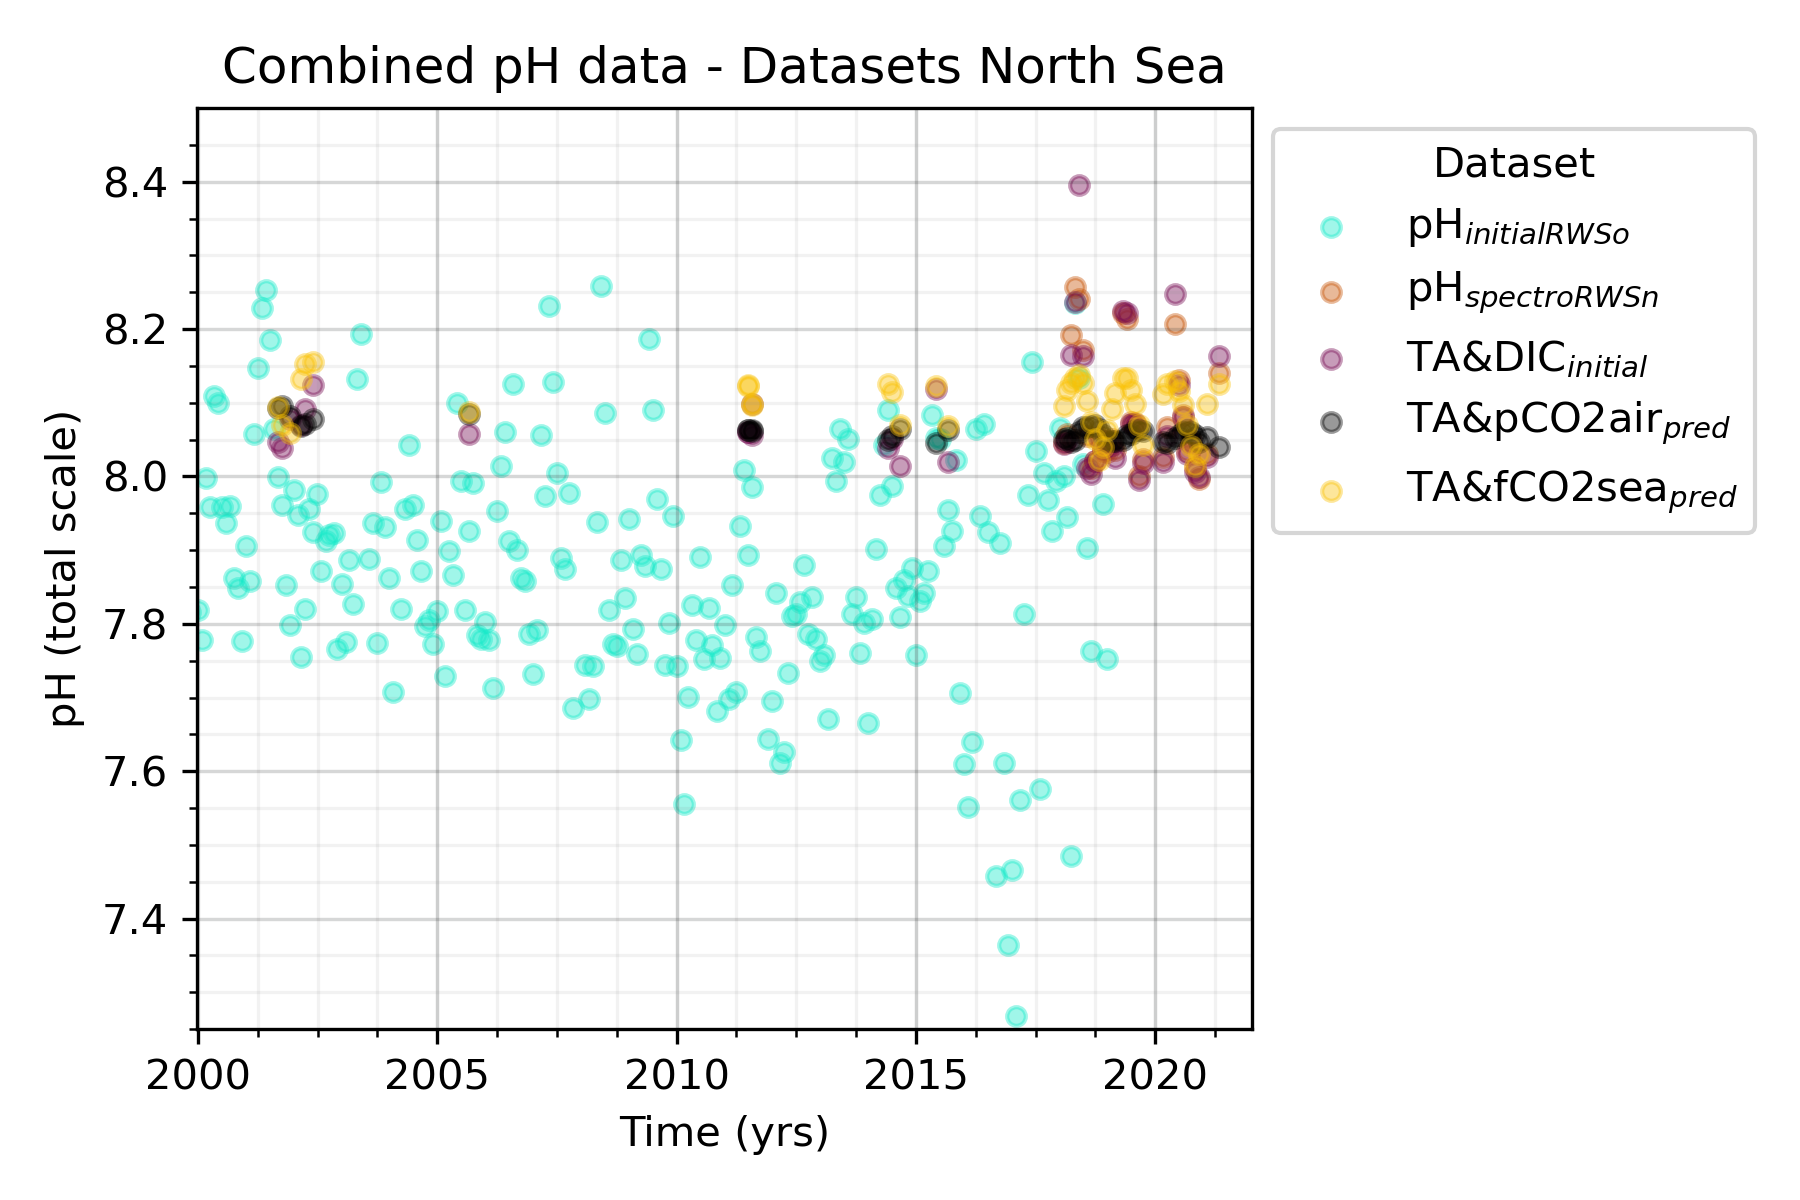 Combined pH data - Datasets North Sea
pH (total scale)
8.4
8.2
8.0
7.8
7.6
7.4
2000 2005 2010 2015 2020
Time (yrs)
Dataset
pHinitialRWSo
pHspectroRWSn
TA&DICinitial
TA&pCO2airpred
TA&fCO2seapred